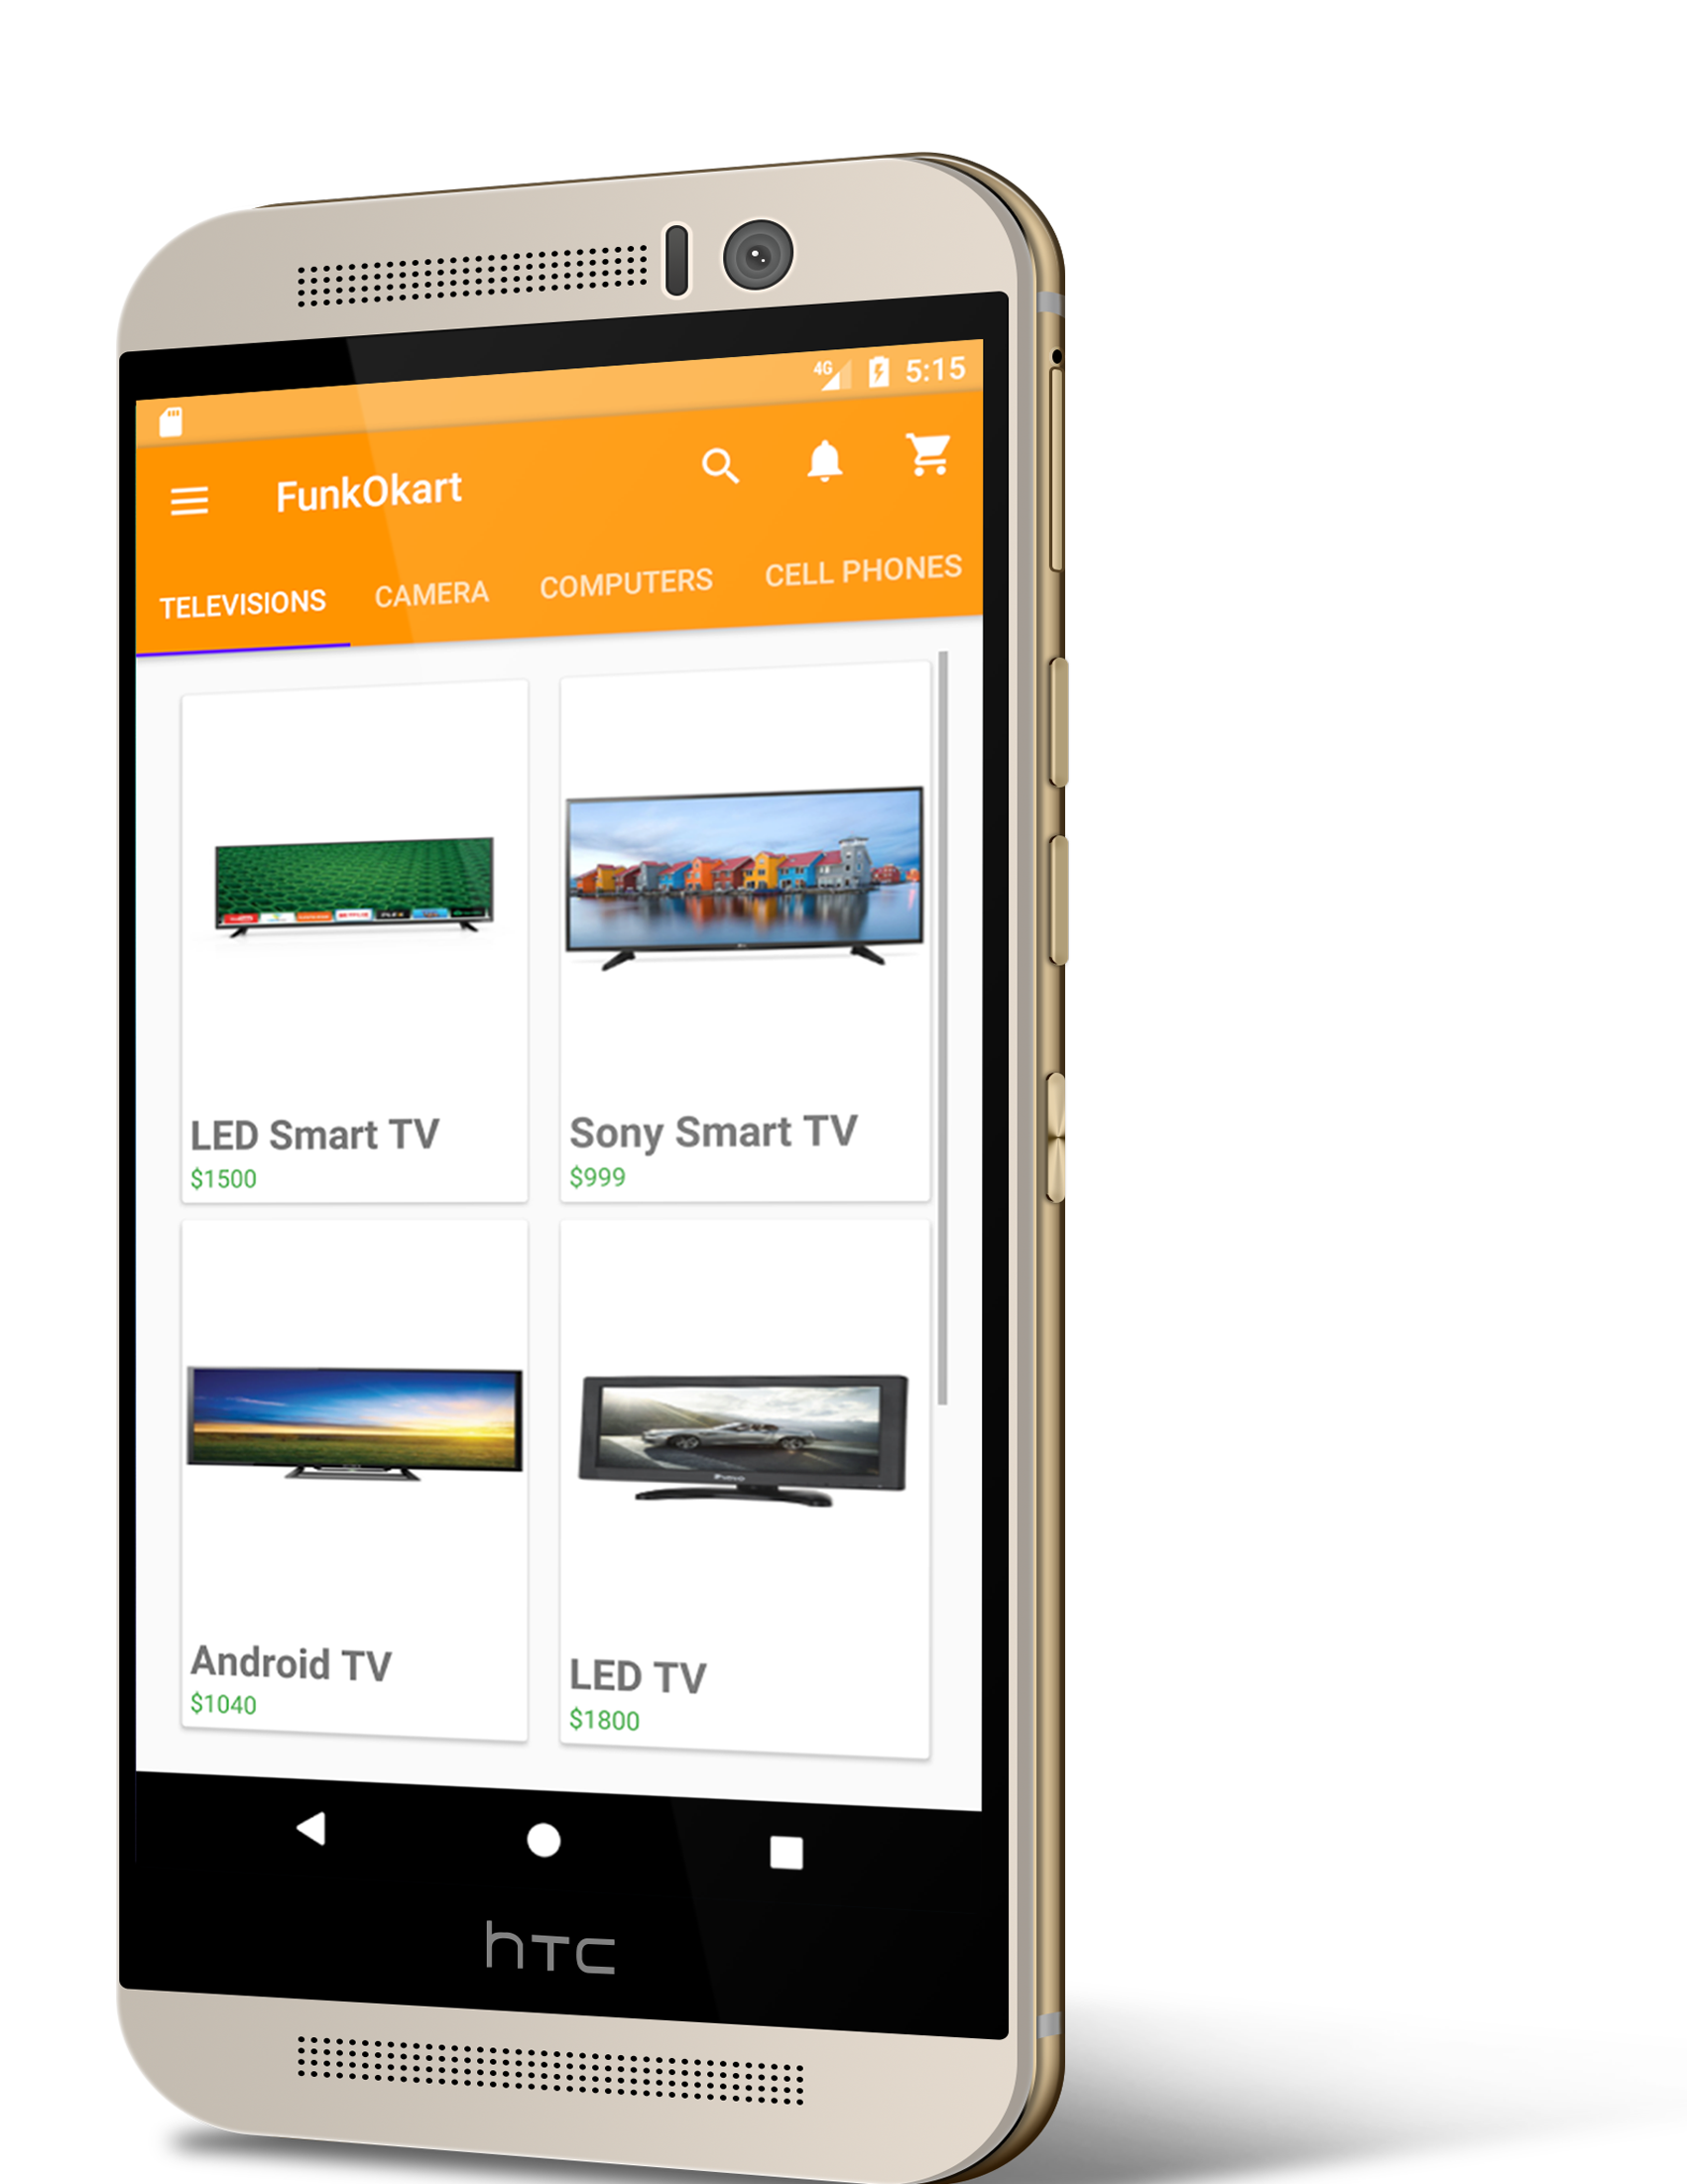 4G 5:15
FunkOkart
TELEVISIONS CAMERA COMPUTERS CELL PHONES
LED Smart TV
$1500
Sony Smart TV
$999
Android TV
$1040
LED TV
$1800
hTC